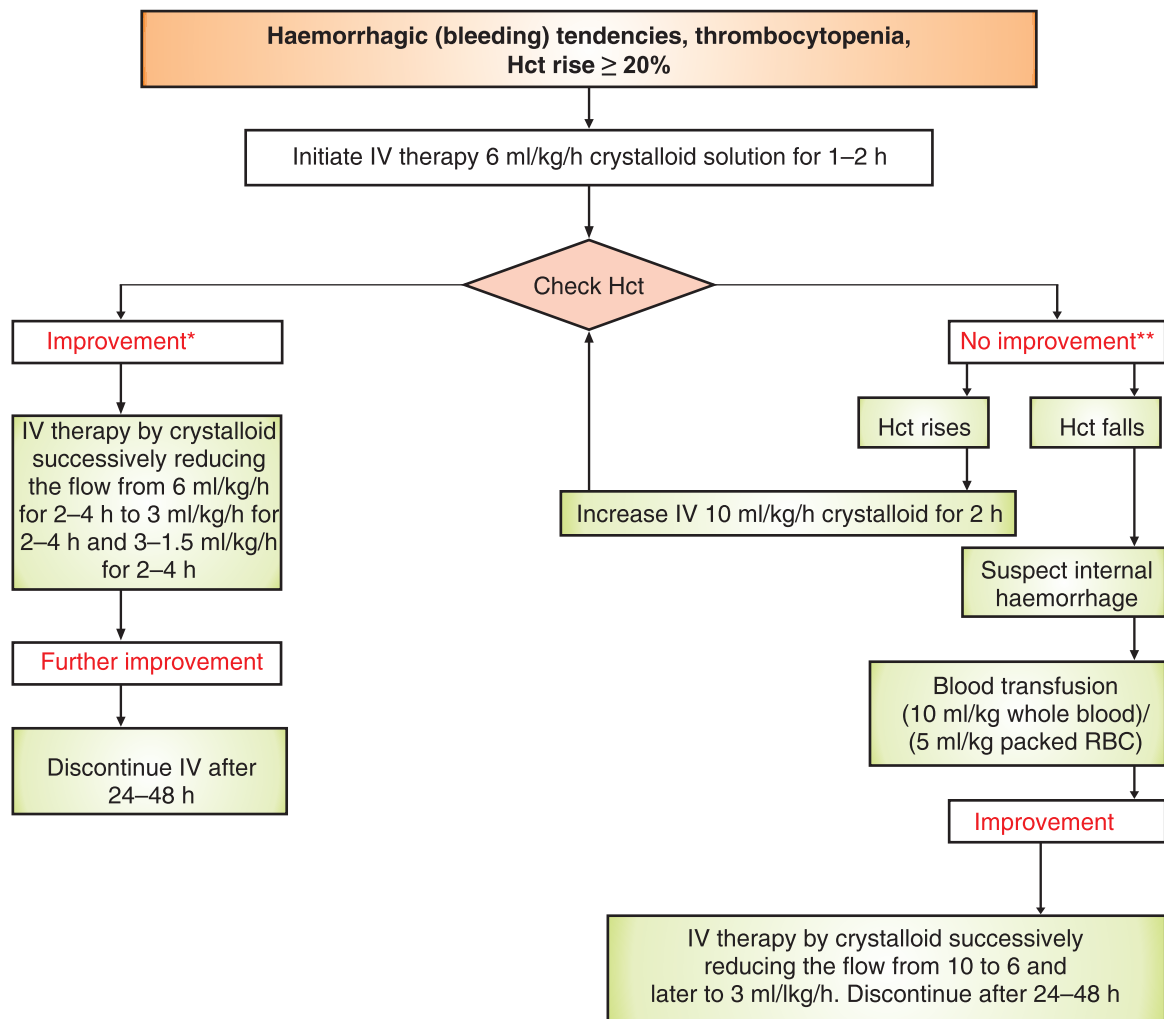 Haemorrhagic (bleeding) tendencies, thrombocytopenia,
Hct rise ≥ 20%
Initiate IV therapy 6 ml/kg/h crystalloid solution for 1–2 h
Check Hct
Improvement*
IV therapy by crystalloid
successively reducing
the flow from 6 ml/kg/h
for 2–4 h to 3 ml/kg/h for
2–4 h and 3–1.5 ml/kg/h
for 2–4 h
Further improvement
Discontinue IV after
24–48 h
No improvement**
Hct rises
Hct falls
Increase IV 10 ml/kg/h crystalloid for 2 h
Suspect internal
haemorrhage
Blood transfusion
(10 ml/kg whole blood)/
(5 ml/kg packed RBC)
Improvement
IV therapy by crystalloid successively
reducing the flow from 10 to 6 and
later to 3 ml/lkg/h. Discontinue after 24–48 h